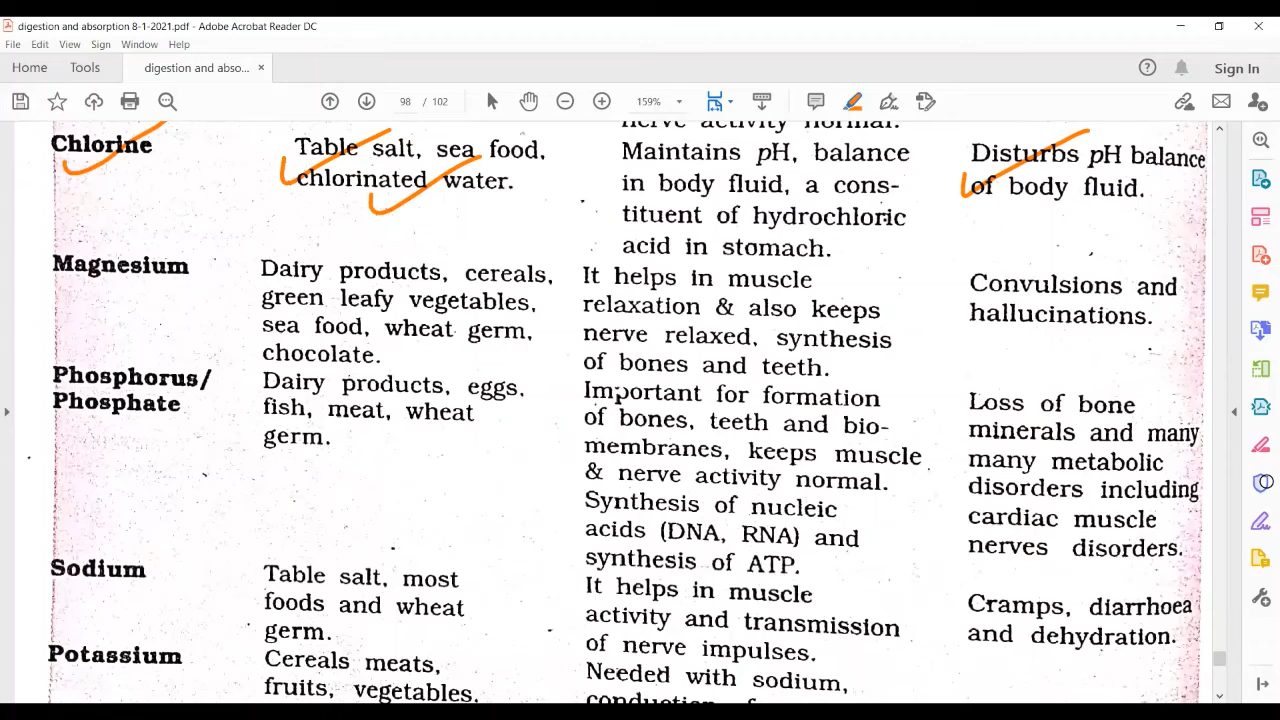 digestion and absorption 8-1-2021.pdf - Adobe Acrobat Reader DC
File Edit View Sign Window Help
Home Tools digestion and abso... × Sign In
98 / 102 159%
nerve activity normal.
Chlorine
Table salt, sea food,
chlorinated water.
Maintains pH, balance
in body fluid, a cons-
tituent of hydrochloric
acid in stomach.
Disturbs pH balance
of body fluid.
Magnesium
Dairy products, cereals,
green leafy vegetables,
sea food, wheat germ,
chocolate.
It helps in muscle
relaxation & also keeps
nerve relaxed, synthesis
of bones and teeth.
Convulsions and
hallucinations.
Phosphorus/
Phosphate
Dairy products, eggs,
fish, meat, wheat
germ.
Important for formation
of bones, teeth and bio-
membranes, keeps muscle
& nerve activity normal.
Synthesis of nucleic
acids (DNA, RNA) and
synthesis of ATP.
Loss of bone
minerals and many
many metabolic
disorders including
cardiac muscle
nerves disorders.
Sodium
Table salt, most
foods and wheat
germ.
It helps in muscle
activity and transmission
of nerve impulses.
Cramps, diarrhoea
and dehydration.
Potassium
Cereals meats,
fruits, vegetables,
Needed with sodium,